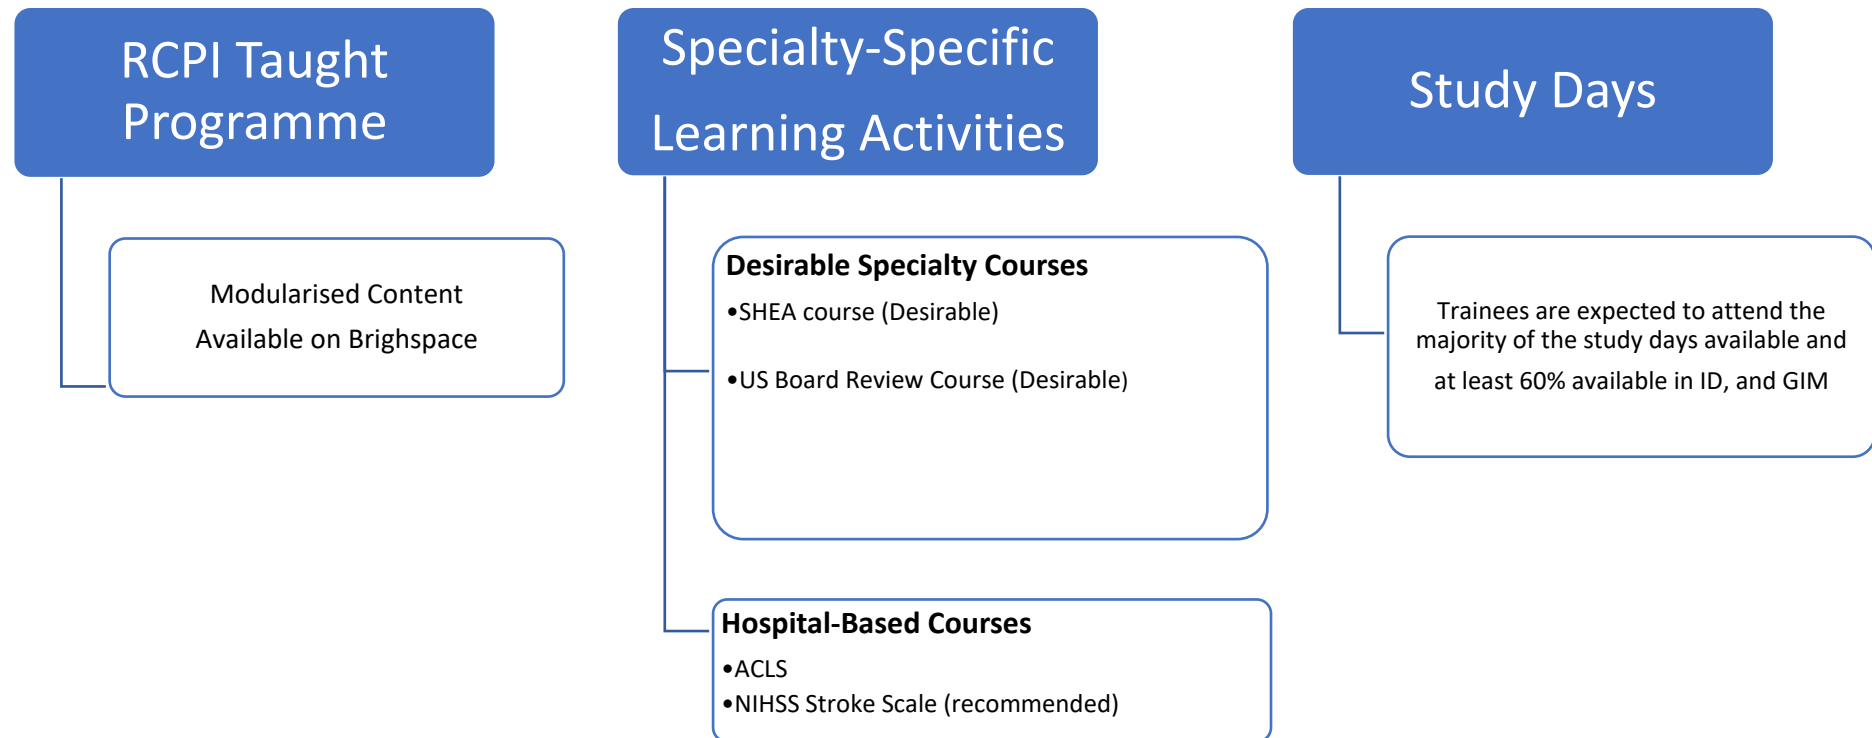 RCPI Taught
Programme
Modularised Content
Available on Brighspace
Specialty-Specific
Learning Activities
Desirable Specialty Courses
•SHEA course (Desirable)
•US Board Review Course (Desirable)
Hospital-Based Courses
•ACLS
•NIHSS Stroke Scale (recommended)
Study Days
Trainees are expected to attend the
majority of the study days available and
at least 60% available in ID, and GIM